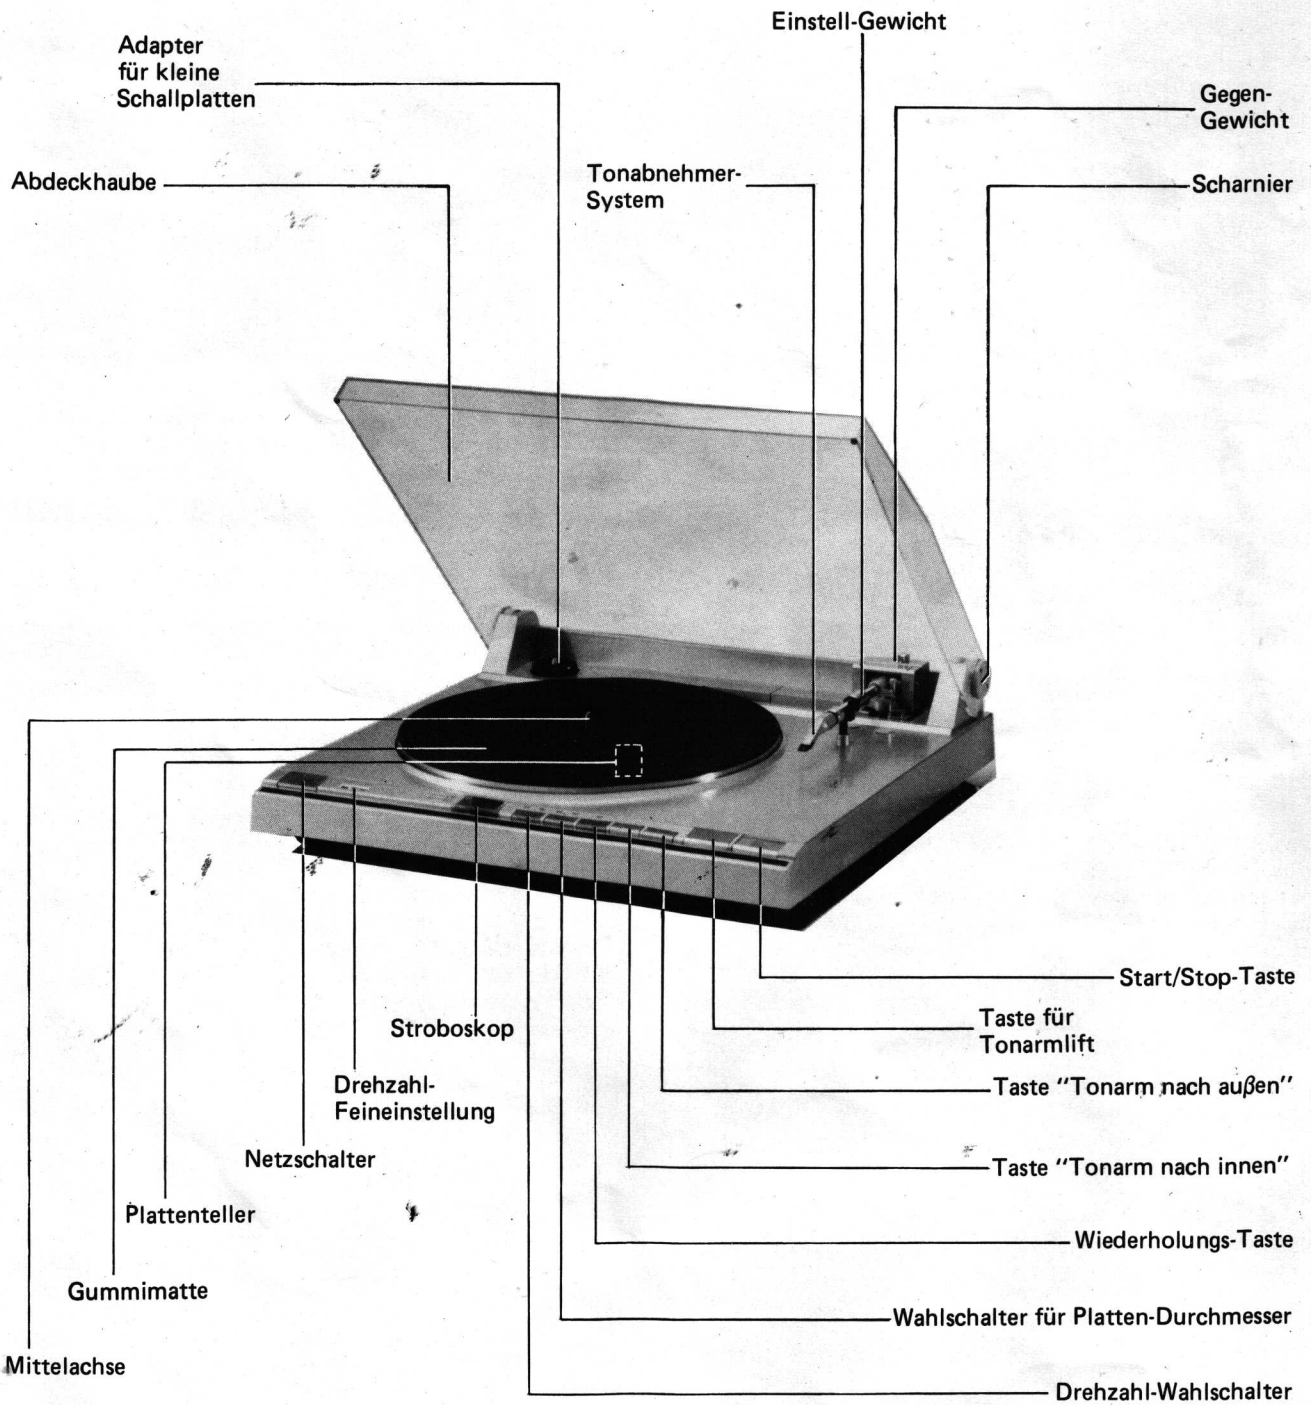 Einstell-Gewicht
Adapter
für kleine
Schallplatten
Gegen-
Gewicht
Abdeckhaube
Tonabnehmer-
System
Scharnier
Start/Stop-Taste
Stroboskop
Taste für
Tonarmlift
Drehzahl-
Feineinstellung
Taste "Tonarm nach außen"
Netzschalter
Taste "Tonarm nach innen"
Plattenteller
Wiederholungs-Taste
Gummimatte
Wahlschalter für Platten-Durchmesser
Mittelachse
Drehzahl-Wahlschalter